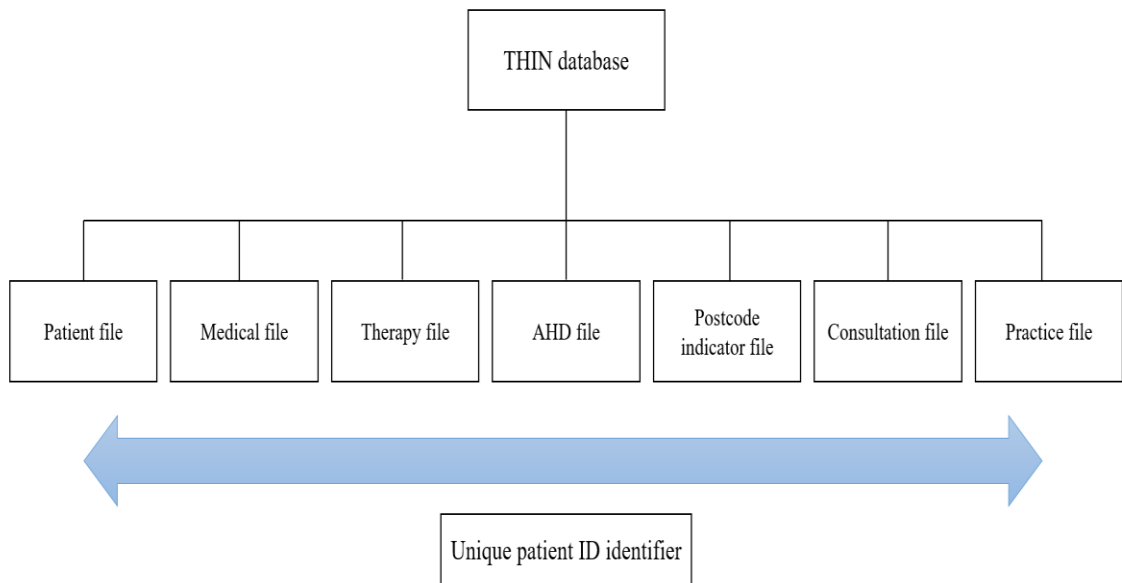 THIN database
Patient file
Medical file
Therapy file
AHD file
Postcode
indicator file
Consultation file
Practice file
Unique patient ID identifier